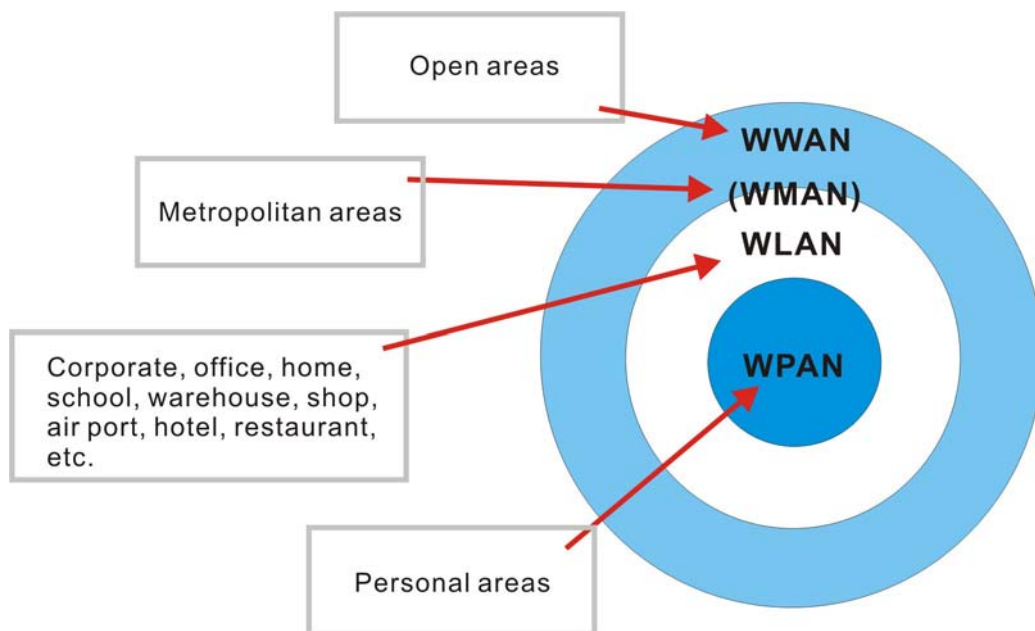 Open areas
WWAN
(WMAN)
Metropolitan areas
WLAN
Corporate, office, home,
school, warehouse, shop,
air port, hotel, restaurant,
etc.
WPAN
Personal areas